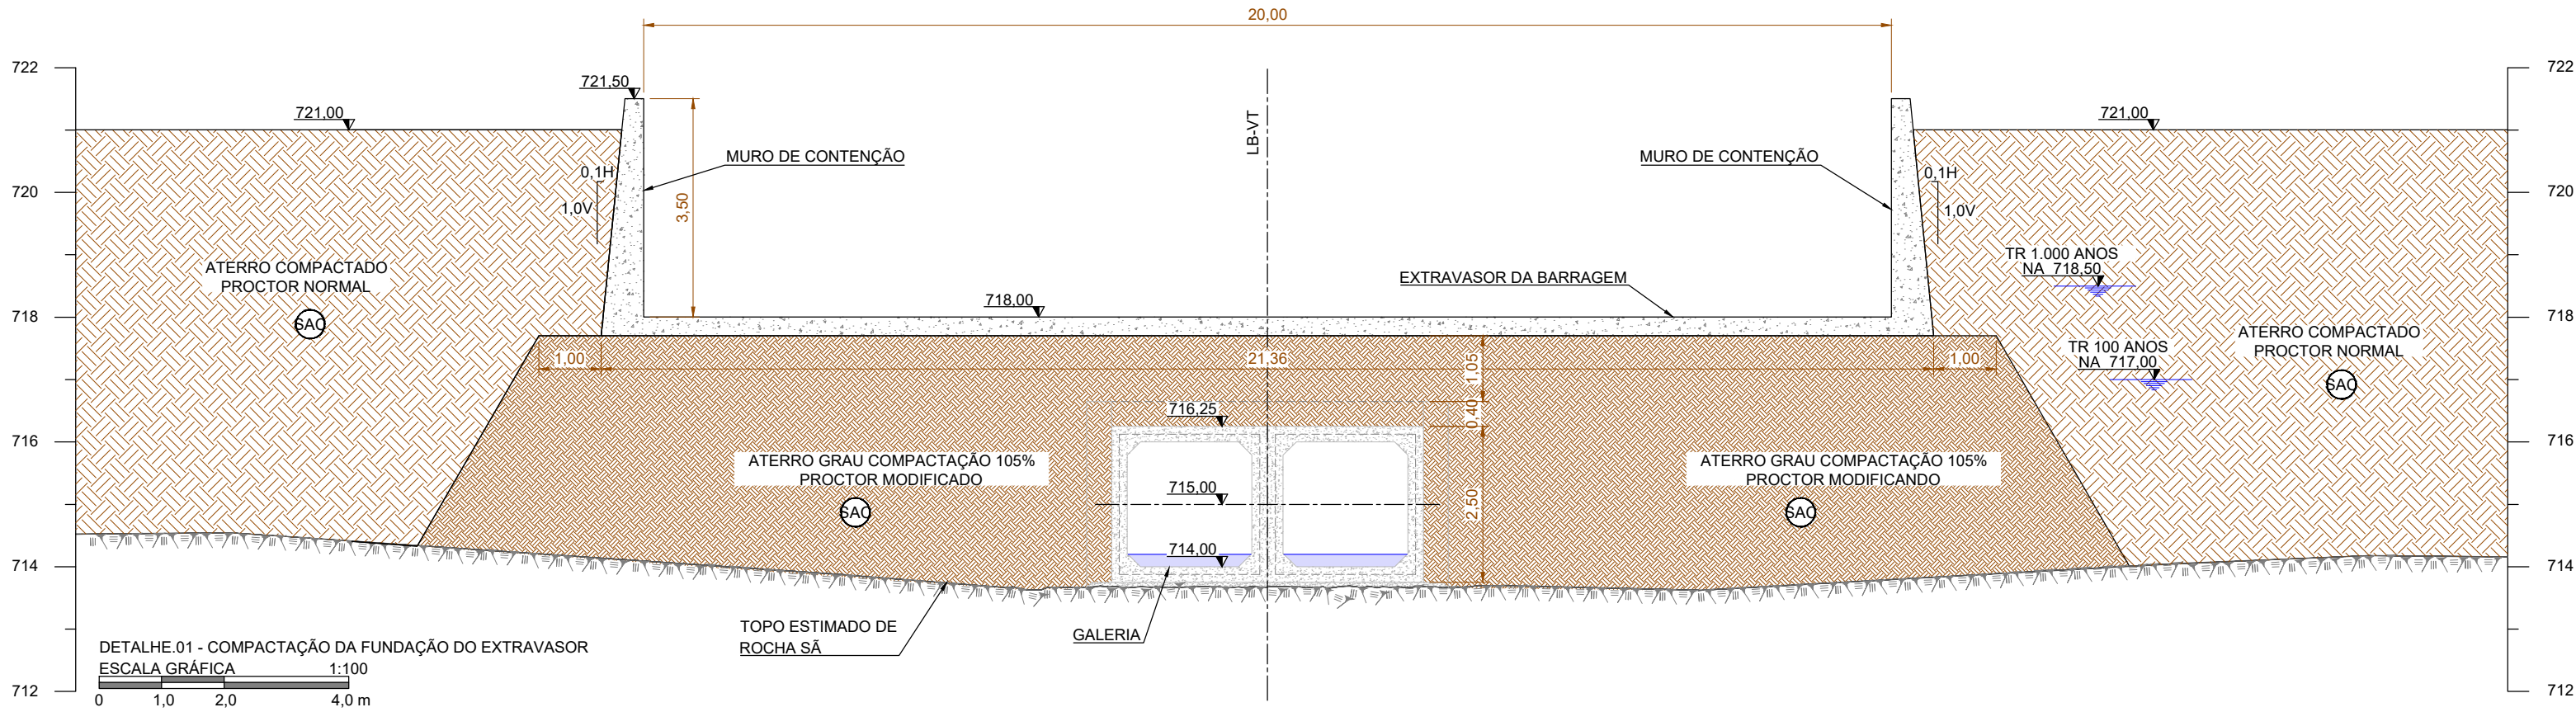 20,00
722
722
721,50
721,00
721,00
LB-VT
MURO DE CONTENÇÃO
MURO DE CONTENÇÃO
0,1H
1,0V
3,50
0,1H
1,0V
720
720
ATERRO COMPACTADO
PROCTOR NORMAL
SAC
TR 1.000 ANOS
NA 718,50
EXTRAVASOR DA BARRAGEM
718,00
718
718
ATERRO COMPACTADO
PROCTOR NORMAL
SAC
TR 100 ANOS
NA 717,00
1,00
21,36
1,05
1,00
716,25
0,40
716
716
ATERRO GRAU COMPACTAÇÃO 105%
PROCTOR MODIFICADO
SAC
ATERRO GRAU COMPACTAÇÃO 105%
PROCTOR MODIFICANDO
SAC
715,00
2,50
714,00
714
714
TOPO ESTIMADO DE
ROCHA SÃ
GALERIA
DETALHE.01 - COMPACTAÇÃO DA FUNDAÇÃO DO EXTRAVASOR
ESCALA GRÁFICA 1:100
0 1,0 2,0 4,0 m
712
712